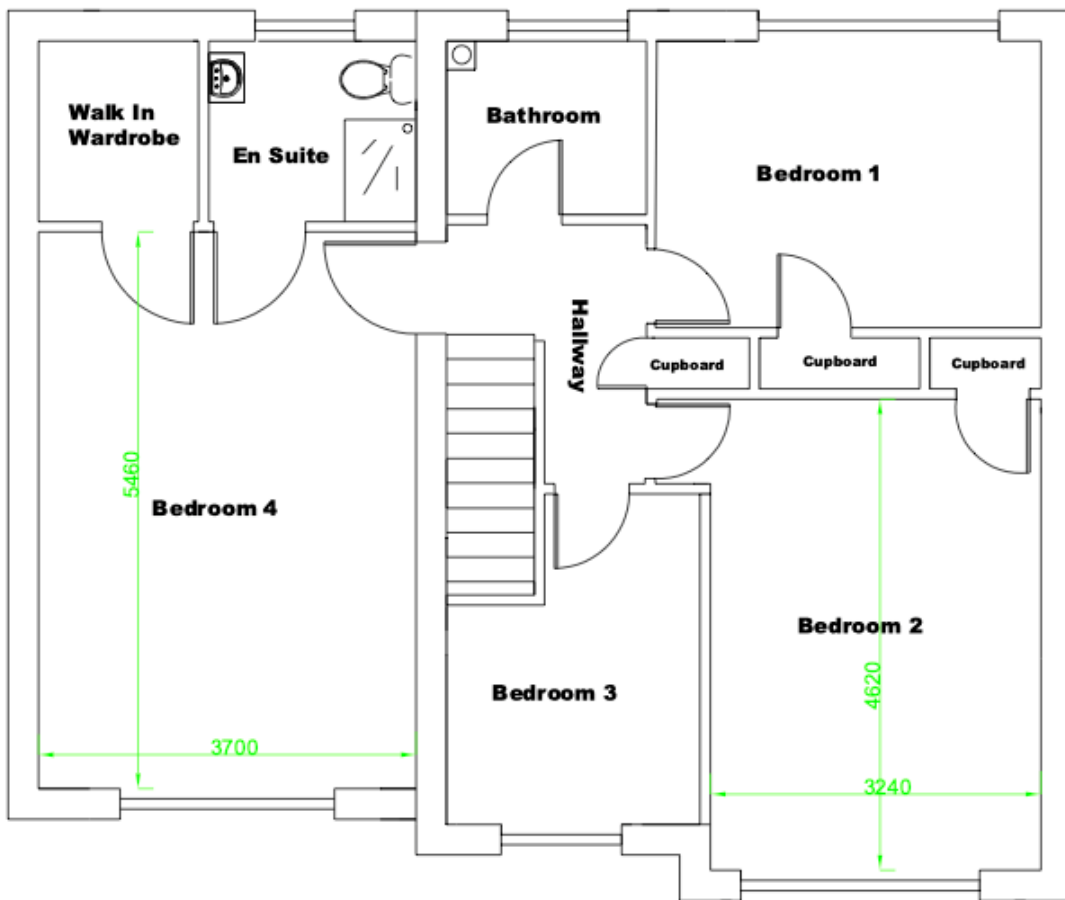 Walk In
Wardrobe
En Suite
Bathroom
Bedroom 1
Hallway
Cupboard
Cupboard
Cupboard
5460
Bedroom 4
Bedroom 2
4620
Bedroom 3
3700
3240